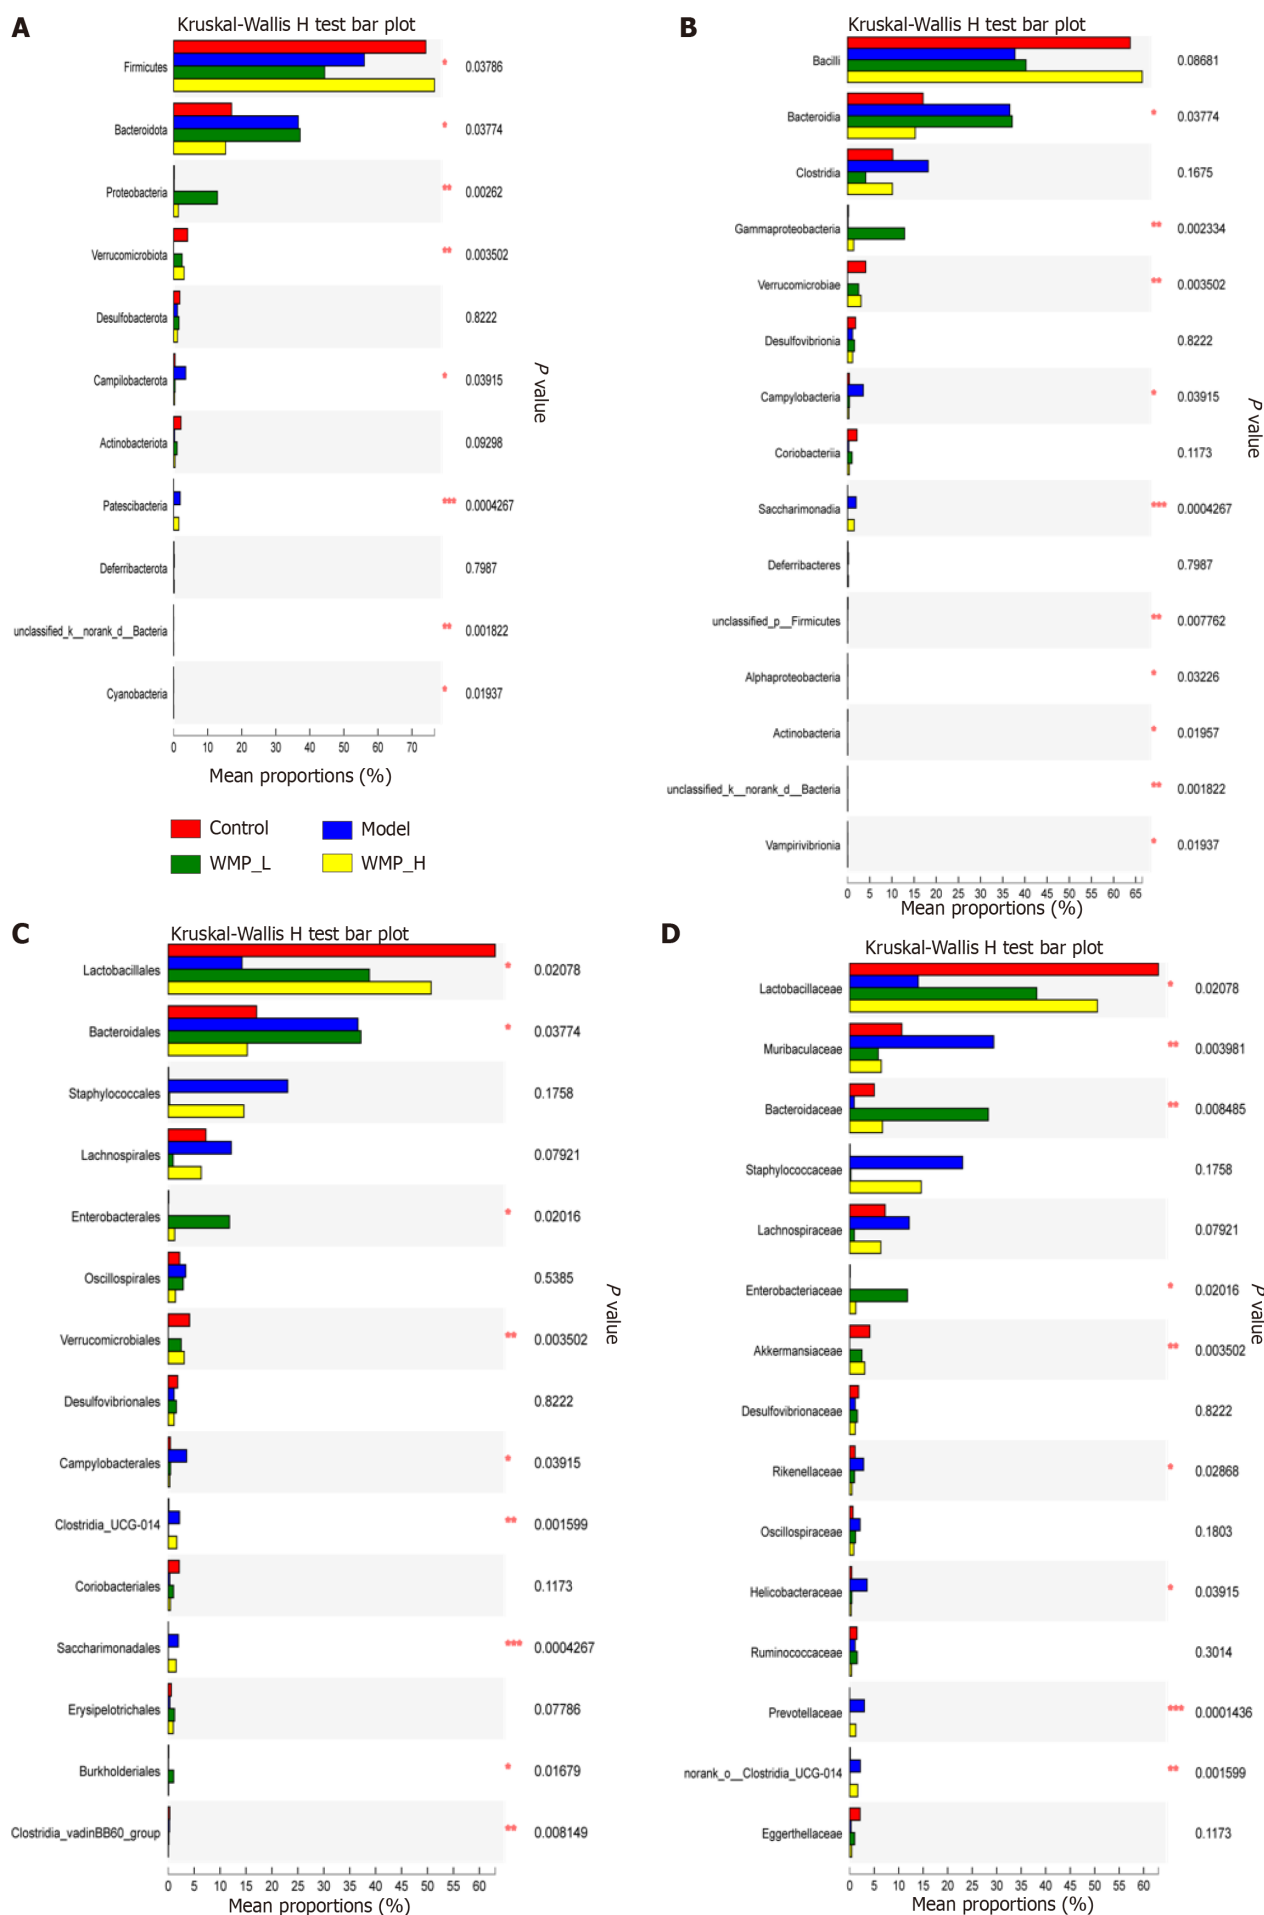 A
Kruskal-Wallis H test bar plot
Firmicutes * 0.03786
Bacteroidota * 0.03774
Proteobacteria ** 0.00262
Verrucomicrobiota ** 0.003502
Desulfobacterota 0.8222
Campilobacterota * 0.03915
Actinobacteriota 0.09298
Patescibacteria *** 0.0004267
Deferribacterota 0.7987
unclassified_k__norank_d__Bacteria ** 0.001822
Cyanobacteria * 0.01937
P value
0 10 20 30 40 50 60 70
Mean proportions (%)
Control Model
WMP_L WMP_H
B
Kruskal-Wallis H test bar plot
Bacilli 0.08681
Bacteroidia * 0.03774
Clostridia 0.1675
Gammaproteobacteria ** 0.002334
Verrucomicrobiae ** 0.003502
Desulfovibrionia 0.8222
Campylobacteria * 0.03915
Coriobacteriia 0.1173
Saccharimonadia *** 0.0004267
Deferribacteres 0.7987
unclassified_p__Firmicutes ** 0.007762
Alphaproteobacteria * 0.03226
Actinobacteria * 0.01957
unclassified_k__norank_d__Bacteria ** 0.001822
Vampirivibrionia * 0.01937
P value
0 5 10 15 20 25 30 35 40 45 50 55 60 65
Mean proportions (%)
C
Kruskal-Wallis H test bar plot
Lactobacillales * 0.02078
Bacteroidales * 0.03774
Staphylococcales 0.1758
Lachnospirales 0.07921
Enterobacterales * 0.02016
Oscillospirales 0.5385
Verrucomicrobiales ** 0.003502
Desulfovibrionales 0.8222
Campylobacterales * 0.03915
Clostridia_UCG-014 ** 0.001599
Coriobacteriales 0.1173
Saccharimonadales *** 0.0004267
Erysipelotrichales 0.07786
Burkholderiales * 0.01679
Clostridia_vadinBB60_group ** 0.008149
P value
0 5 10 15 20 25 30 35 40 45 50 55 60
Mean proportions (%)
D
Kruskal-Wallis H test bar plot
Lactobacillaceae * 0.02078
Muribaculaceae ** 0.003981
Bacteroidaceae ** 0.008485
Staphylococcaceae 0.1758
Lachnospiraceae 0.07921
Enterobacteriaceae * 0.02016
Akkermansiaceae ** 0.003502
Desulfovibrionaceae 0.8222
Rikenellaceae * 0.02868
Oscillospiraceae 0.1803
Helicobacteraceae * 0.03915
Ruminococcaceae 0.3014
Prevotellaceae *** 0.0001436
norank_o__Clostridia_UCG-014 ** 0.001599
Eggerthellaceae 0.1173
P value
0 5 10 15 20 25 30 35 40 45 50 55 60
Mean proportions (%)